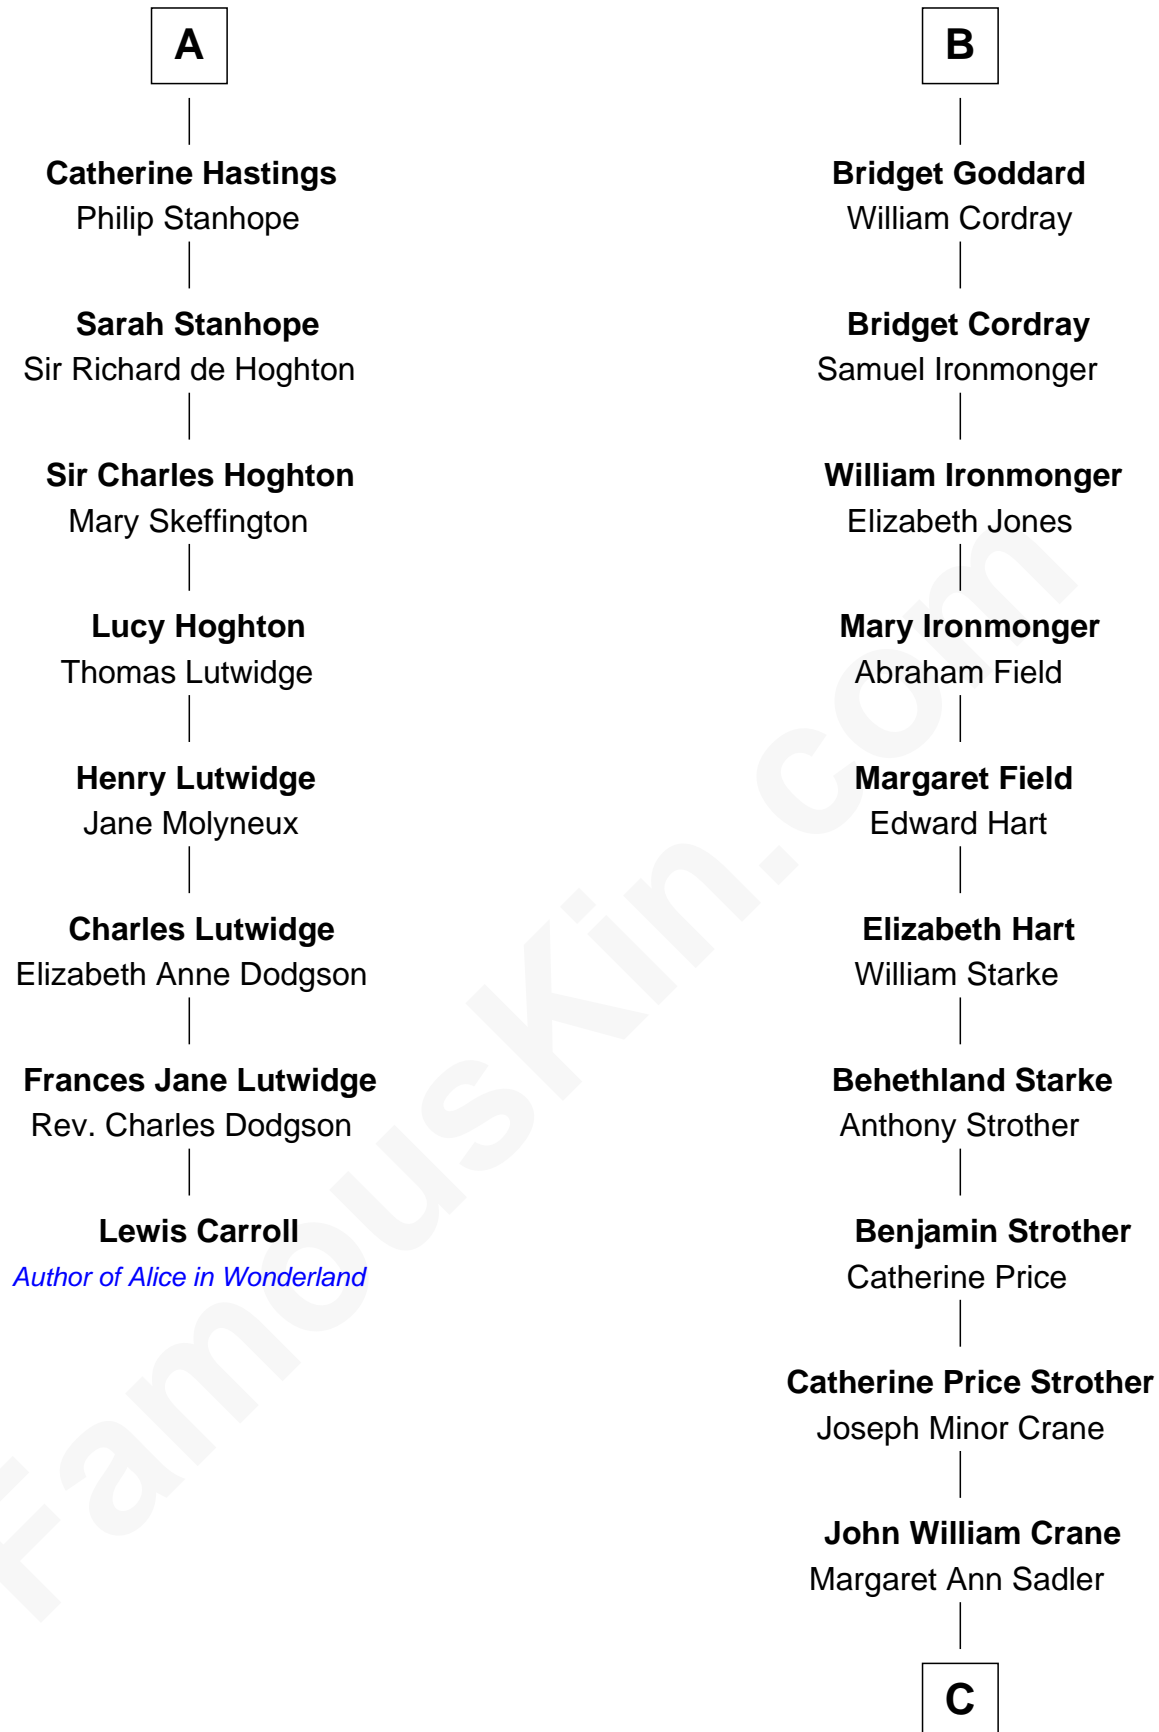 A
Catherine Hastings
Philip Stanhope
Sarah Stanhope
Sir Richard de Hoghton
Sir Charles Hoghton
Mary Skeffington
Lucy Hoghton
Thomas Lutwidge
Henry Lutwidge
Jane Molyneux
Charles Lutwidge
Elizabeth Anne Dodgson
Frances Jane Lutwidge
Rev. Charles Dodgson
Lewis Carroll
Author of Alice in Wonderland
B
Bridget Goddard
William Cordray
Bridget Cordray
Samuel Ironmonger
William Ironmonger
Elizabeth Jones
Mary Ironmonger
Abraham Field
Margaret Field
Edward Hart
Elizabeth Hart
William Starke
Behethland Starke
Anthony Strother
Benjamin Strother
Catherine Price
Catherine Price Strother
Joseph Minor Crane
John William Crane
Margaret Ann Sadler
C
FamousKin.com